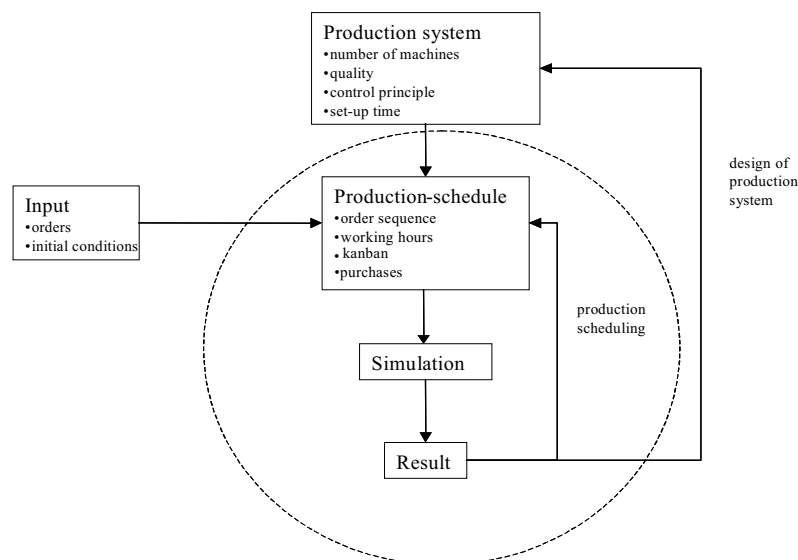 Production system
•number of machines
•quality
•control principle
•set-up time
design of
production
system
Input
•orders
•initial conditions
Production-schedule
•order sequence
•working hours
•kanban
•purchases
production
scheduling
Simulation
Result